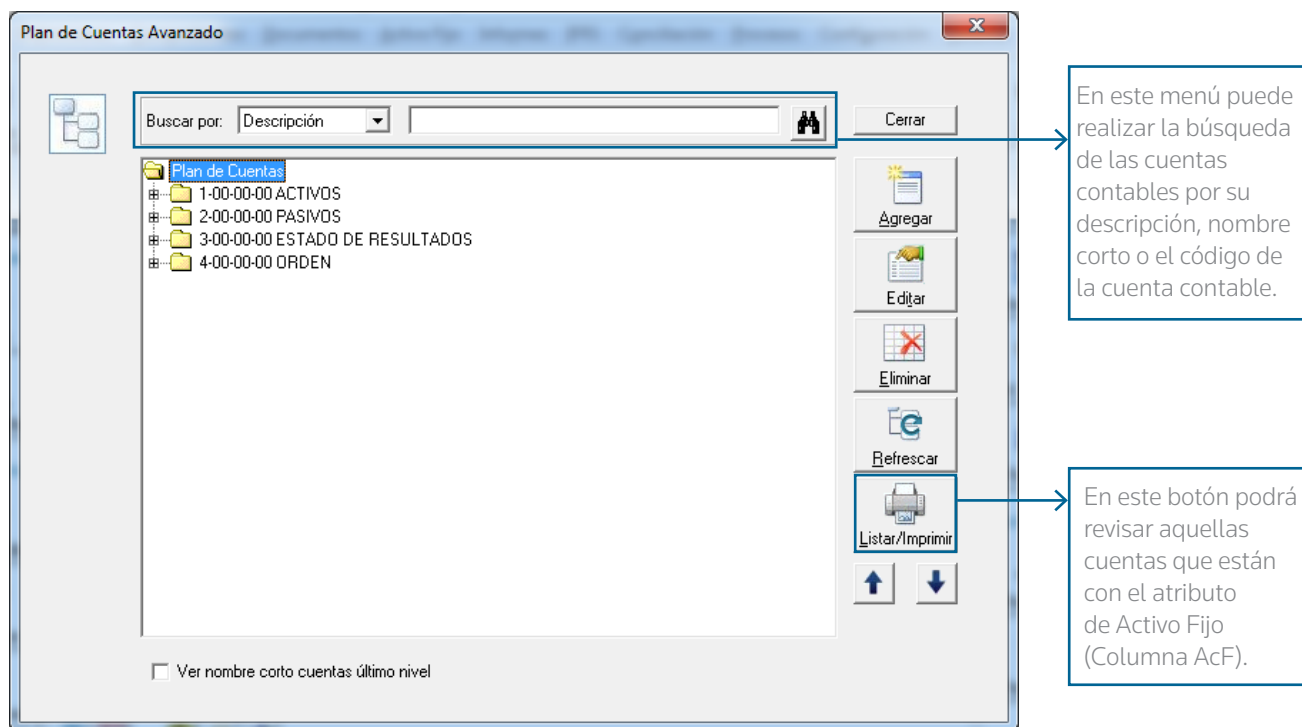 Plan de Cuentas Avanzado
Buscar por: Descripción
Cerrar
Plan de Cuentas
1-00-00-00 ACTIVOS
2-00-00-00 PASIVOS
3-00-00-00 ESTADO DE RESULTADOS
4-00-00-00 ORDEN
Agregar
Editar
Eliminar
Refrescar
Listar/Imprimir
Ver nombre corto cuentas último nivel
En este menú puede
realizar la búsqueda
de las cuentas
contables por su
descripción, nombre
corto o el código de
la cuenta contable.
En este botón podrá
revisar aquellas
cuentas que están
con el atributo
de Activo Fijo
(Columna AcF).